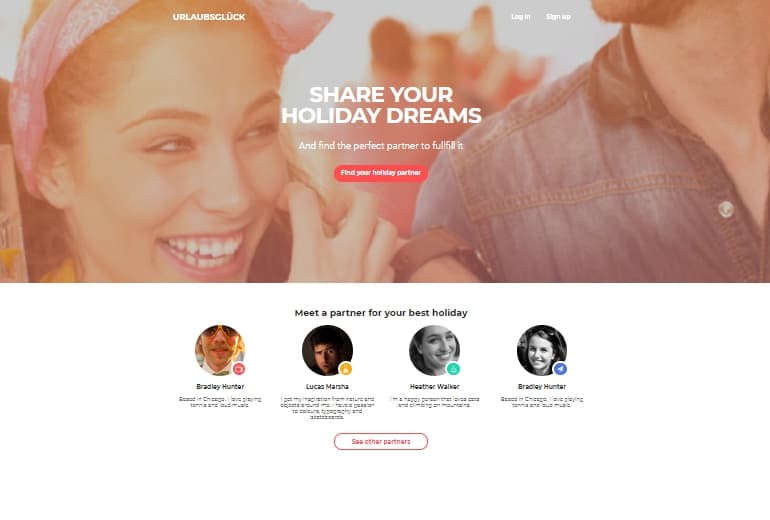 URLAUBSGLÜCK
Log in
Sign up
SHARE YOUR
HOLIDAY DREAMS
And find the perfect partner to fullfill it
Find your holiday partner
Meet a partner for your best holiday
Bradley Hunter
Based in Chicago. I love playing
tennis and loud music.
Lucas Marsha
I get my inspiration from nature and
objects around me. I have a passion
to colours, typography and
skateboards.
Heather Walker
I'm a happy person that loves cats
and climbing on mountains.
Bradley Hunter
Based in Chicago. I love playing
tennis and loud music.
See other partners